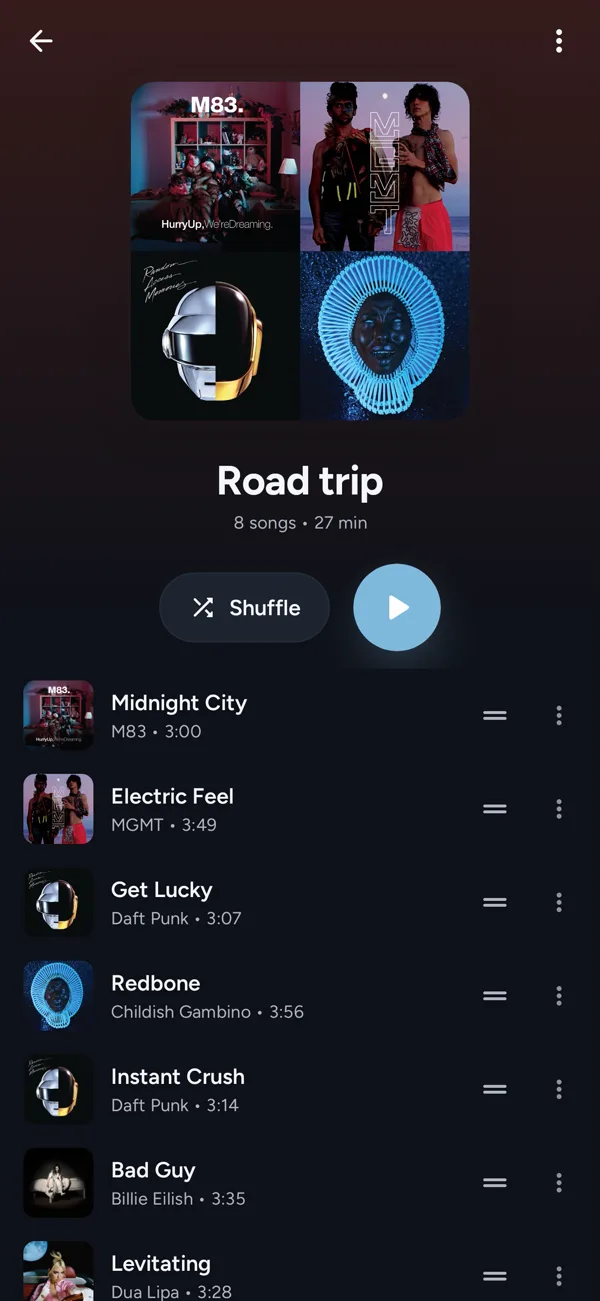 M83.
HurryUp,We'reDreaming.
MGMT
Random
Access
Memories
Road trip
8 songs • 27 min
Shuffle
M83.
Midnight City
M83 • 3:00
Electric Feel
MGMT • 3:49
Get Lucky
Daft Punk • 3:07
Redbone
Childish Gambino • 3:56
Instant Crush
Daft Punk • 3:14
Bad Guy
Billie Eilish • 3:35
Levitating
Dua Lipa • 3:28